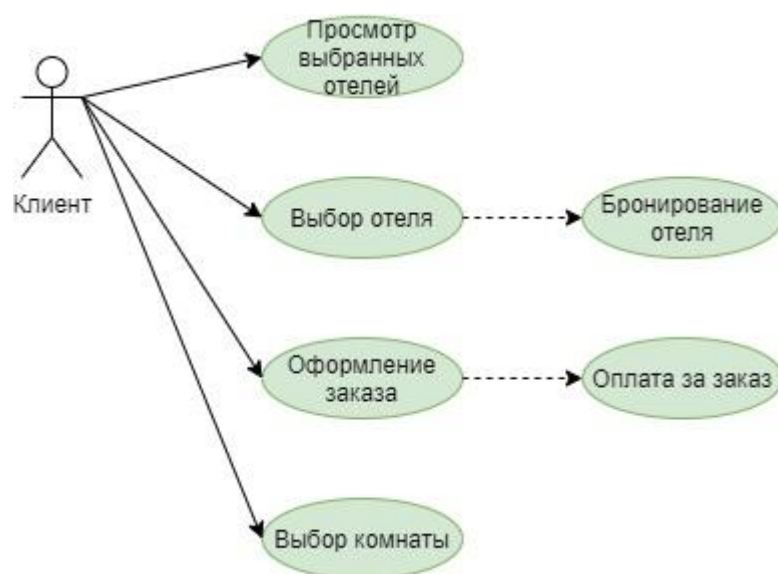 Просмотр
выбранных
отелей
Клиент
Выбор отеля
Бронирование
отеля
Оформление
заказа
Оплата за заказ
Выбор комнаты